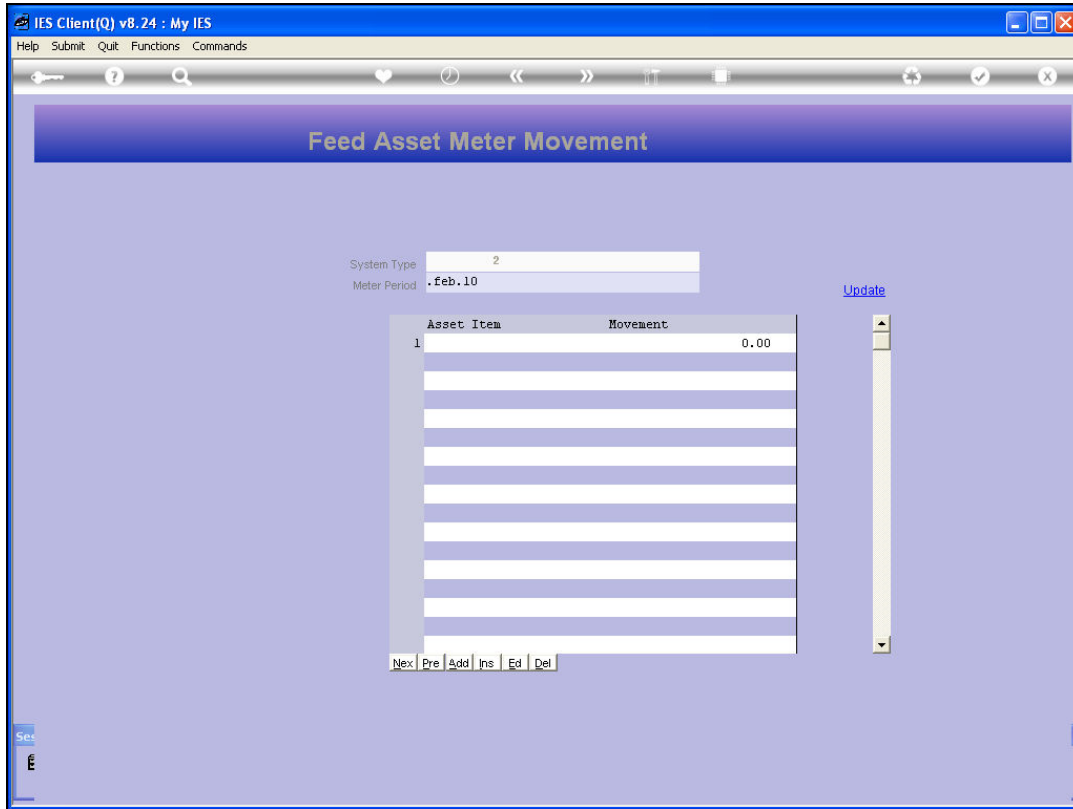 IES Client(Q) v8.24 : My IES
Help Submit Quit Functions Commands
Feed Asset Meter Movement
System Type 2
Meter Period .feb.10
Update
Asset Item Movement
1 0.00
Nex Pre Add Ins Ed Del